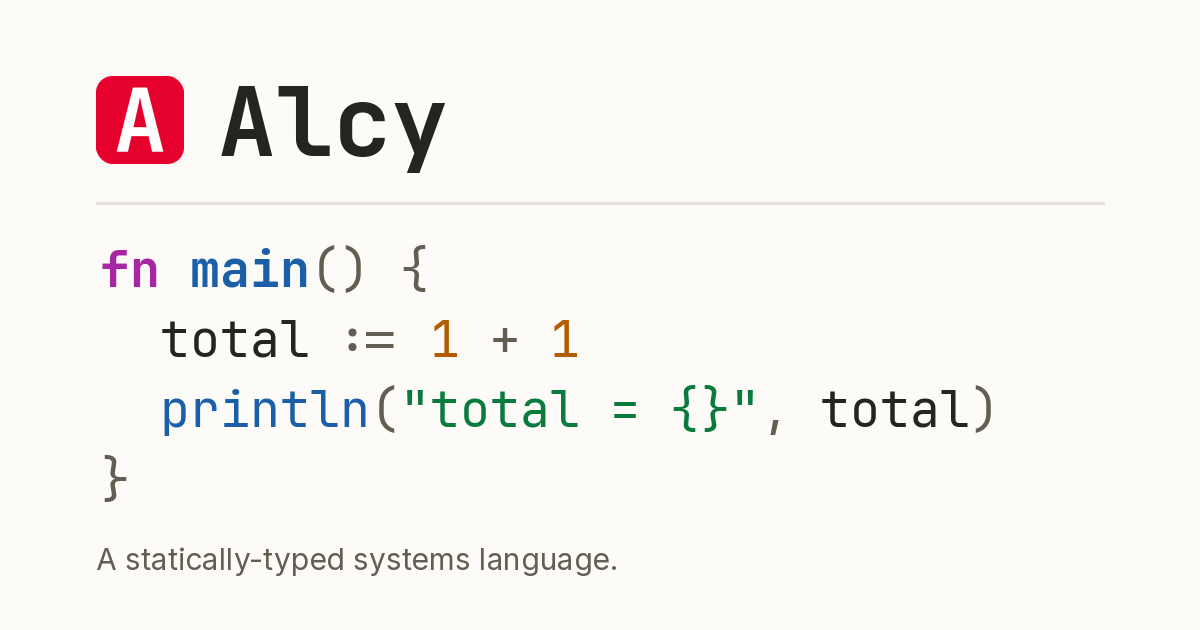 A Alcy
fn main() {
  total := 1 + 1
  println("total = {}", total)
}
A statically-typed systems language.